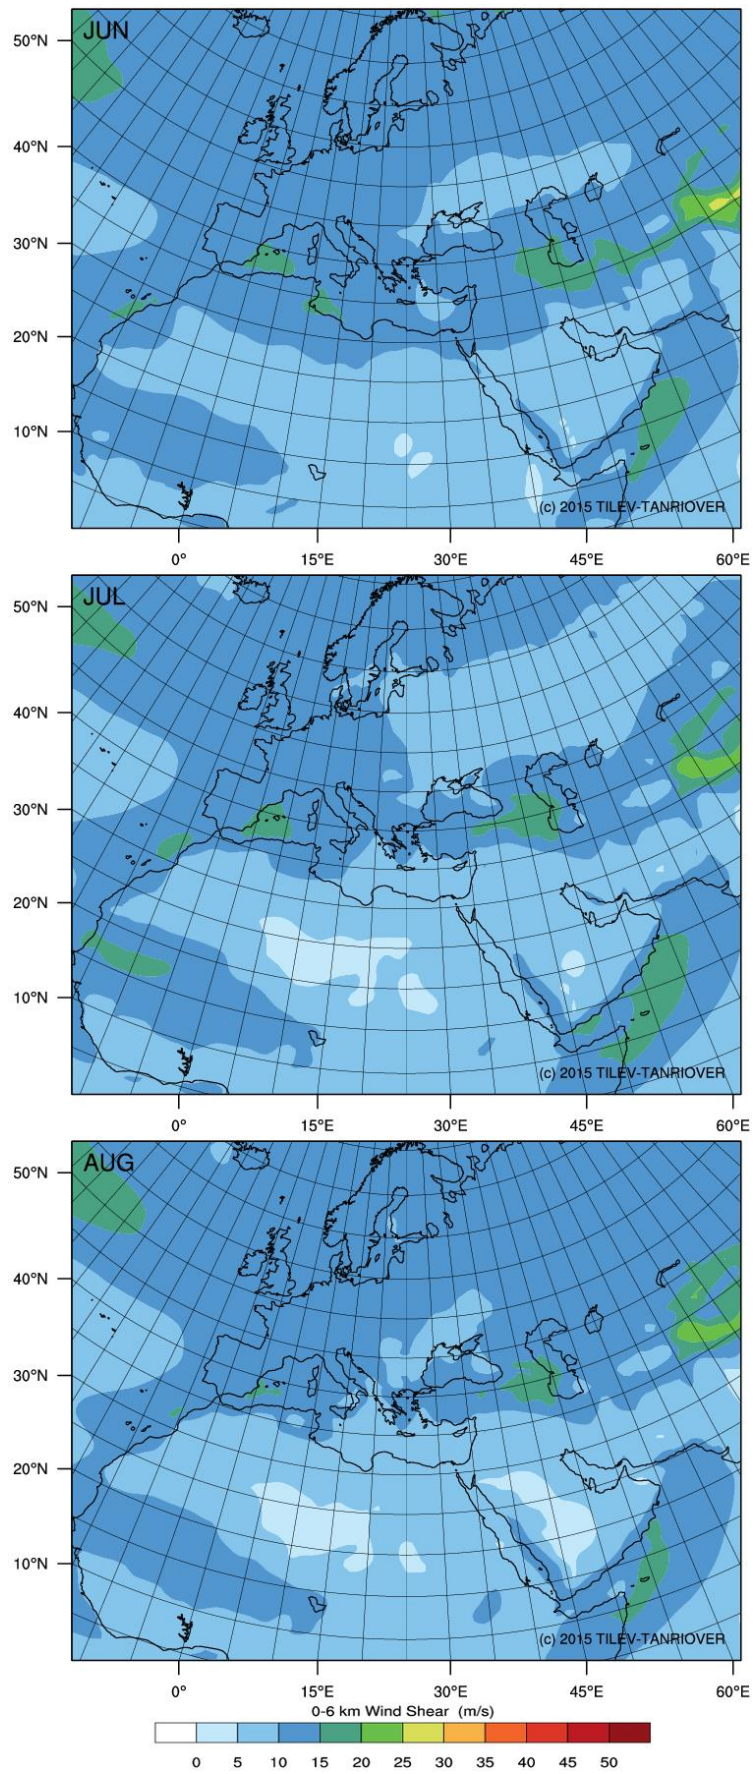 JUN
50°N
40°N
30°N
20°N
10°N
(c) 2015 TILEV-TANRIOVER
0° 15°E 30°E 45°E 60°E
JUL
50°N
40°N
30°N
20°N
10°N
(c) 2015 TILEV-TANRIOVER
0° 15°E 30°E 45°E 60°E
AUG
50°N
40°N
30°N
20°N
10°N
(c) 2015 TILEV-TANRIOVER
0° 15°E 30°E 45°E 60°E
0-6 km Wind Shear (m/s)
0 5 10 15 20 25 30 35 40 45 50